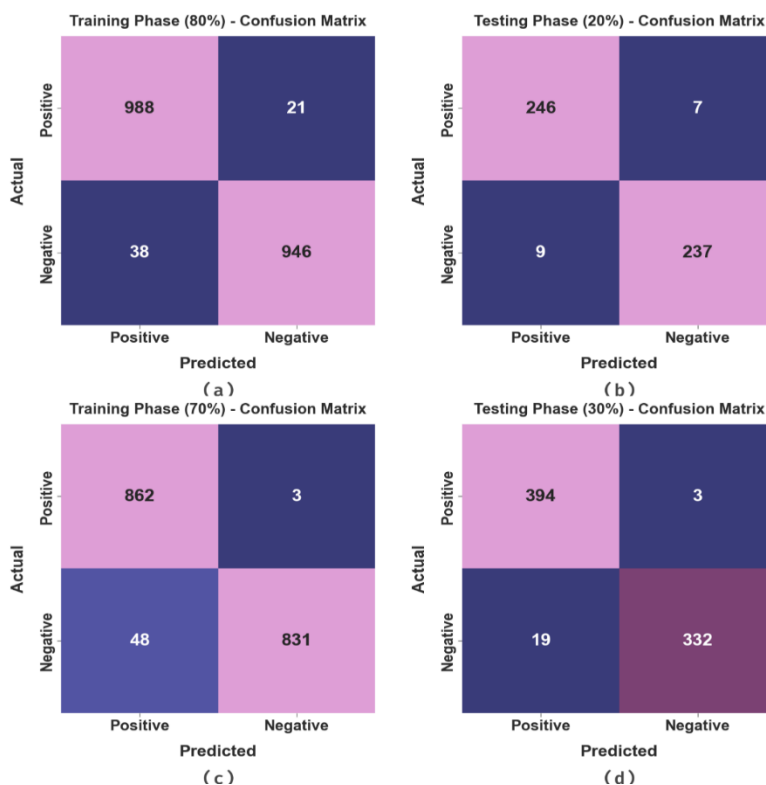 Training Phase (80%) - Confusion Matrix
Positive
988
21
Actual
Negative
38
946
Positive
Negative
Predicted
(a)
Testing Phase (20%) - Confusion Matrix
Positive
246
7
Actual
Negative
9
237
Positive
Negative
Predicted
(b)
Training Phase (70%) - Confusion Matrix
Positive
862
3
Actual
Negative
48
831
Positive
Negative
Predicted
(c)
Testing Phase (30%) - Confusion Matrix
Positive
394
3
Actual
Negative
19
332
Positive
Negative
Predicted
(d)